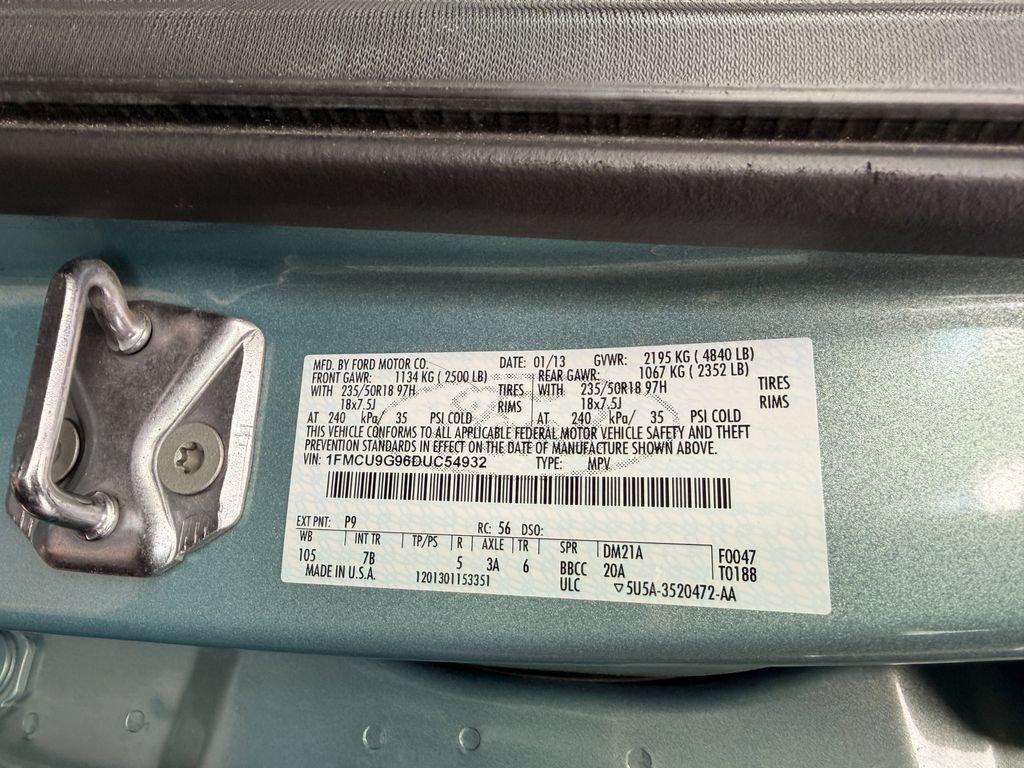 MFD. BY FORD MOTOR CO. DATE: 01/13 GVWR: 2195 KG ( 4840 LB)
FRONT GAWR: 1134 KG ( 2500 LB) REAR GAWR: 1067 KG ( 2352 LB)
WITH 235/50R18 97H TIRES WITH 235/50R18 97H TIRES
18x7.5J RIMS 18x7.5J RIMS
AT 240 kPa/ 35 PSI COLD AT 240 kPa/ 35 PSI COLD
THIS VEHICLE CONFORMS TO ALL APPLICABLE FEDERAL MOTOR VEHICLE SAFETY AND THEFT
PREVENTION STANDARDS IN EFFECT ON THE DATE OF MANUFACTURE SHOWN ABOVE.
VIN: 1FMCU9G96DUC54932 TYPE: MPV
EXT PNT: P9 RC: 56 DSO:
WB INT TR TP/PS R AXLE TR SPR DM21A F0047
105 7B 5 3A 6 BBCC 20A T0188
MADE IN U.S.A. 1201301153351 ULC ▽5U5A-3520472-AA